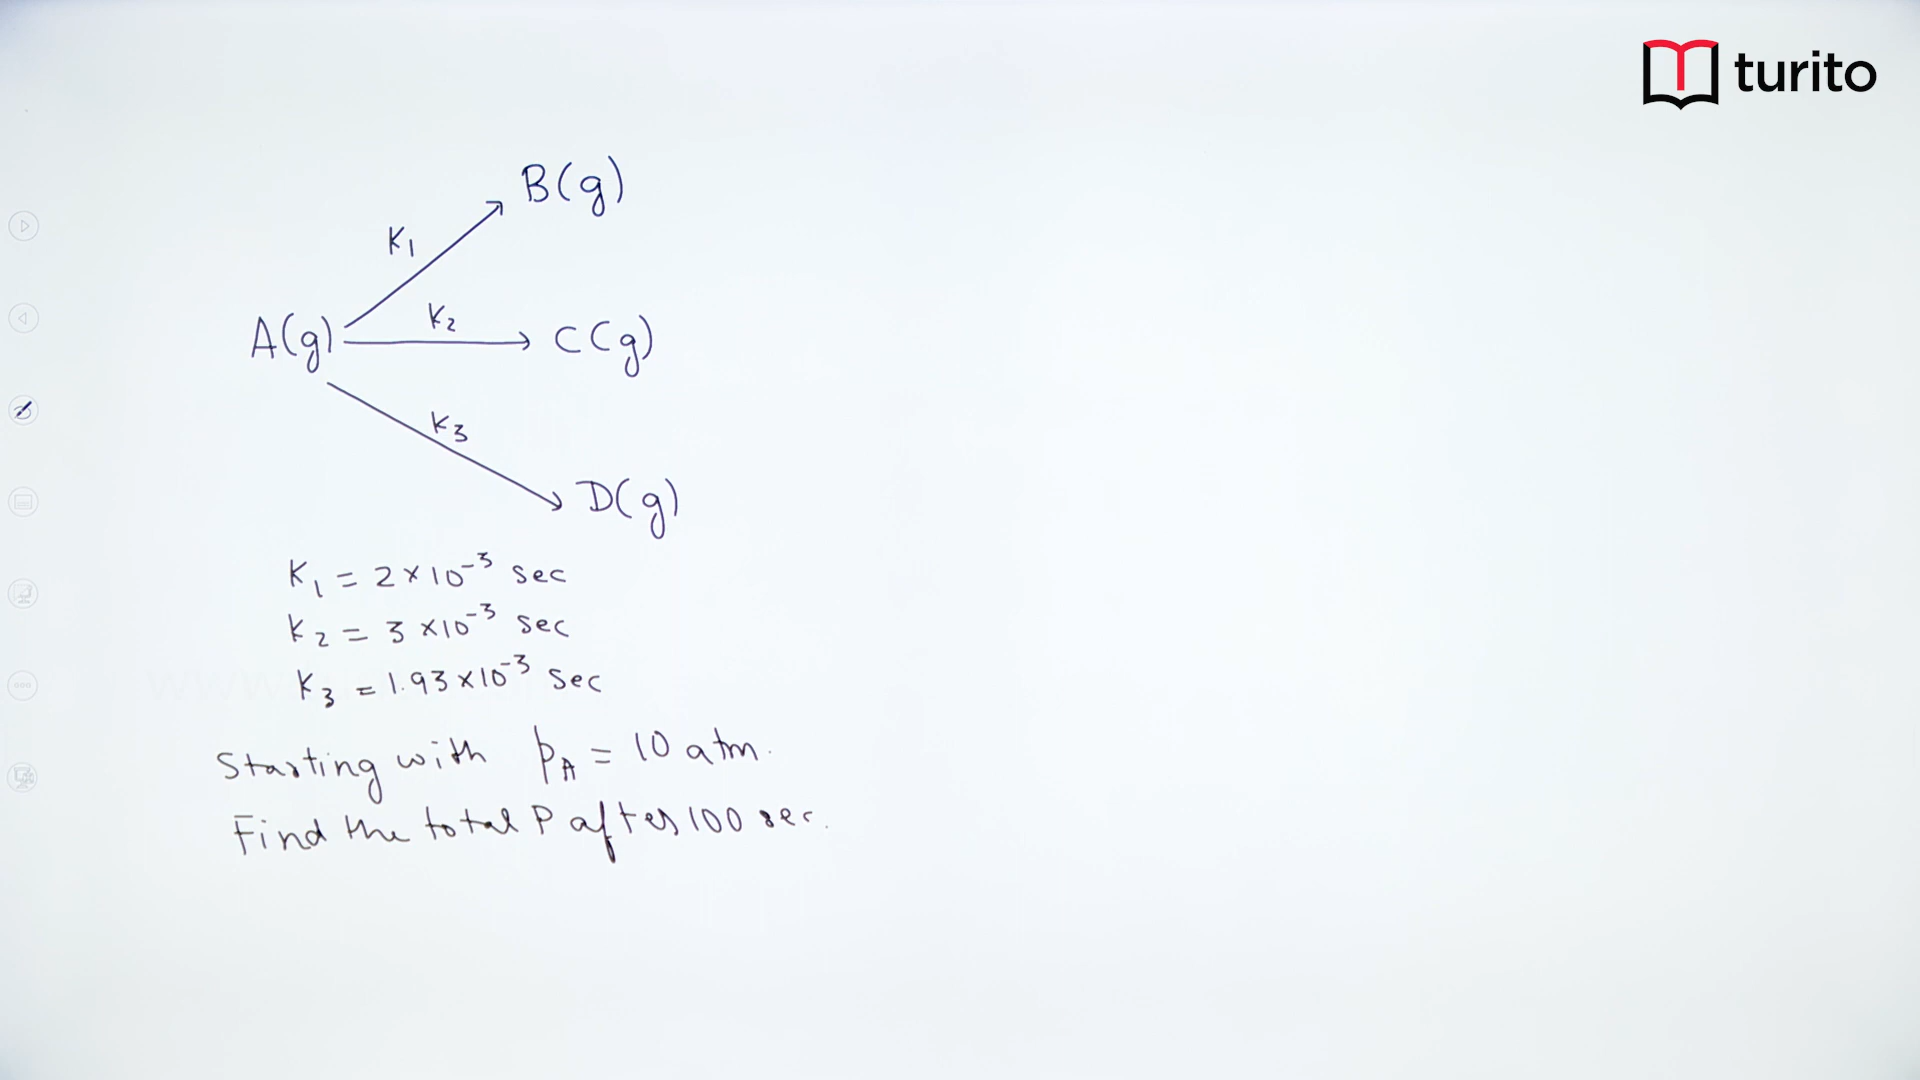 turito
B(g)
K1
A(g)
K2
C(g)
K3
D(g)
K1 = 2×10⁻³ sec
K2 = 3×10⁻³ sec
K3 = 1.93×10⁻³ sec
Starting with pA = 10 atm.
Find the total P after 100 sec.